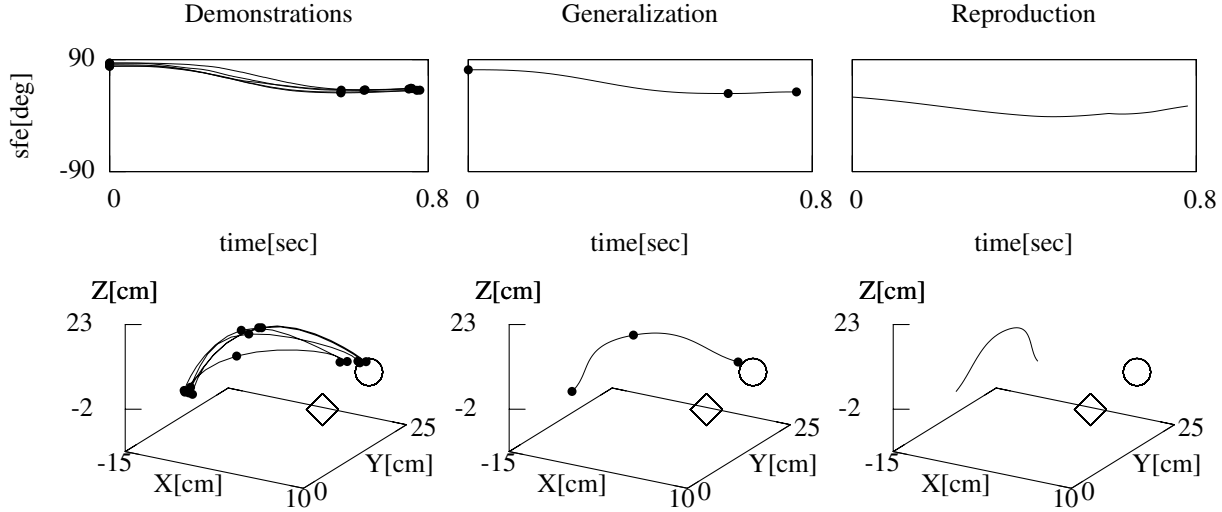 Demonstrations Generalization Reproduction
90
sfe[deg]
-90
0 0.8 0 0.8 0 0.8
time[sec] time[sec] time[sec]
Z[cm] Z[cm] Z[cm]
23 23 23
-2 -2 -2
25 25 25
-15 Y[cm] -15 Y[cm] -15 Y[cm]
X[cm] X[cm] X[cm]
10 0 10 0 10 0